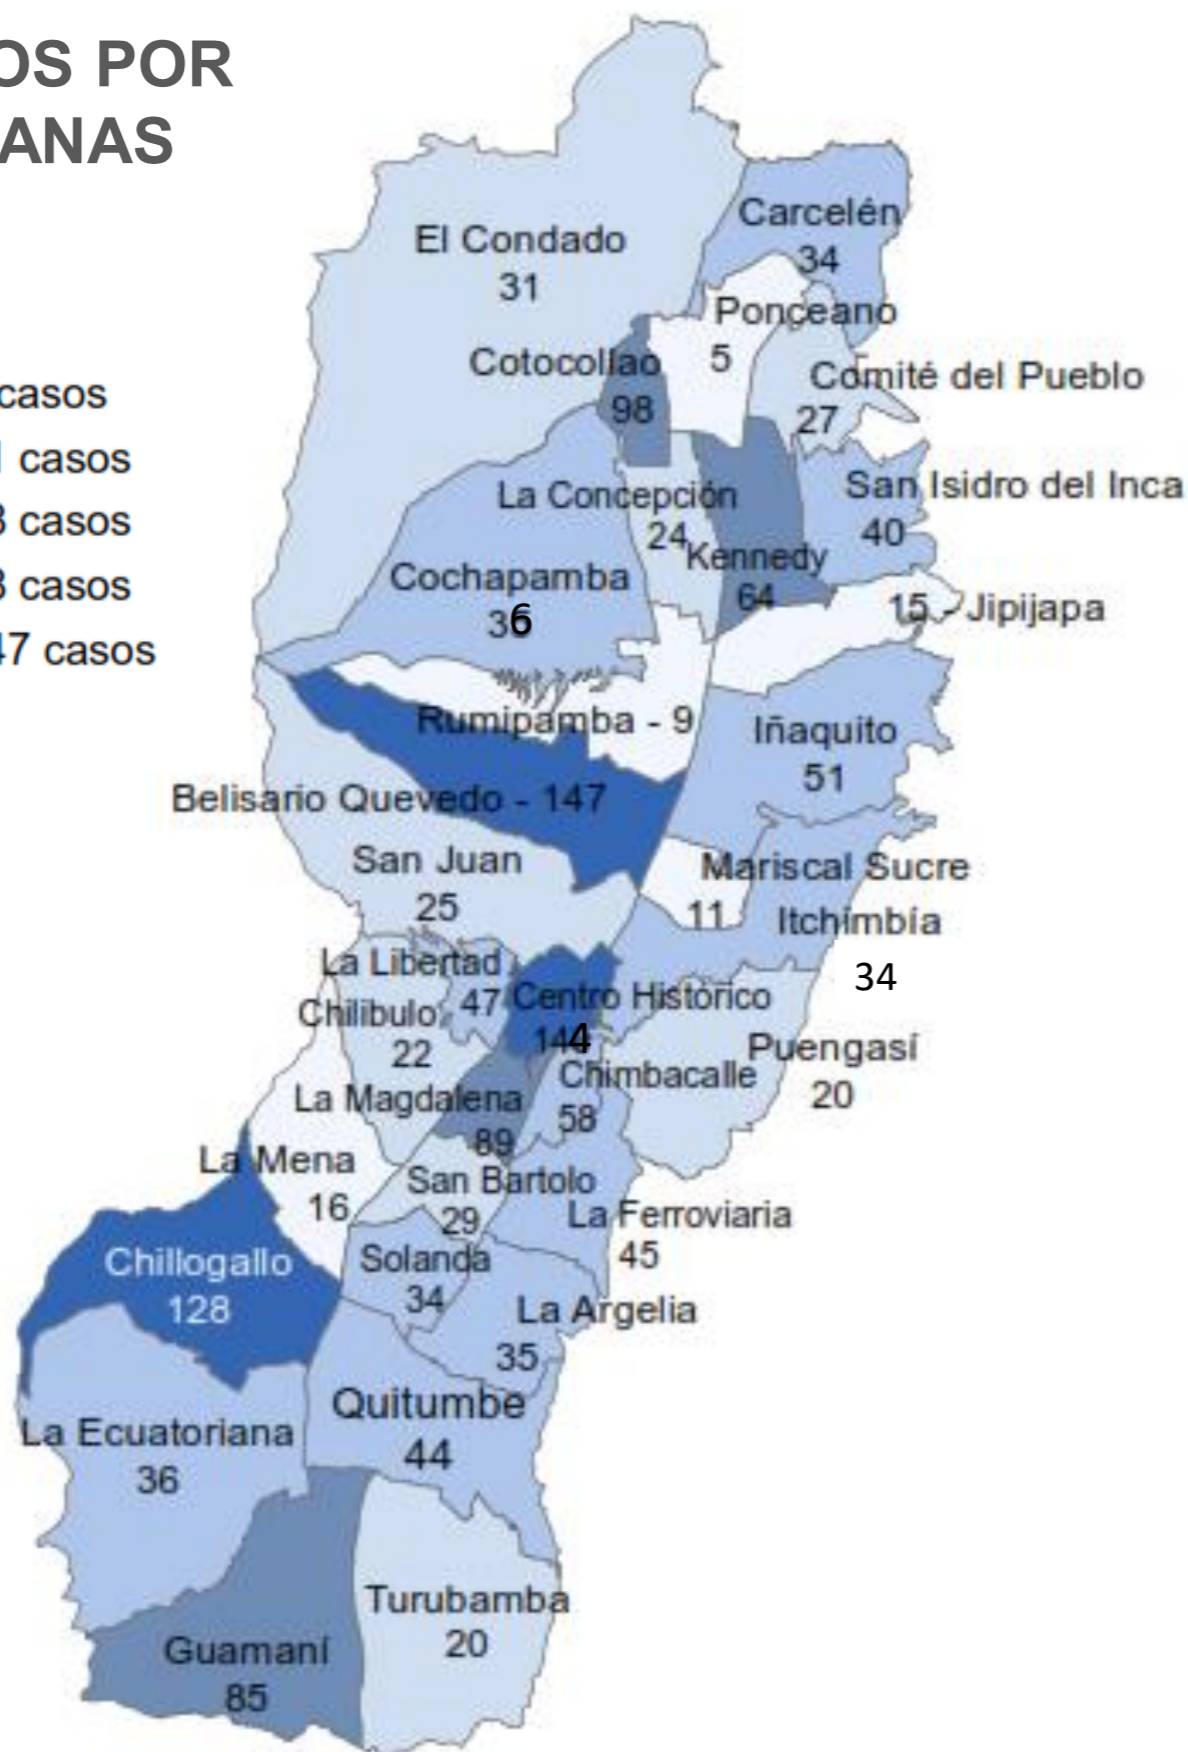 OS POR
ANAS
casos
1 casos
8 casos
8 casos
47 casos
El Condado
31
Carcelén
34
Ponceano
5
Cotocollao
98
Comité del Pueblo
27
La Concepción
24
San Isidro del Inca
40
Kennedy
64
Cochapamba
36
15 - Jipijapa
Rumipamba - 9
Iñaquito
51
Belisario Quevedo - 147
San Juan
25
Mariscal Sucre
11
Itchimbía
34
La Libertad
47
Centro Histórico
144
Chilibulo
22
Puengasí
20
Chimbacalle
58
La Magdalena
89
La Mena
16
San Bartolo
29
La Ferroviaria
45
Chillogallo
128
Solanda
34
La Argelia
35
Quitumbe
44
La Ecuatoriana
36
Turubamba
20
Guamaní
85